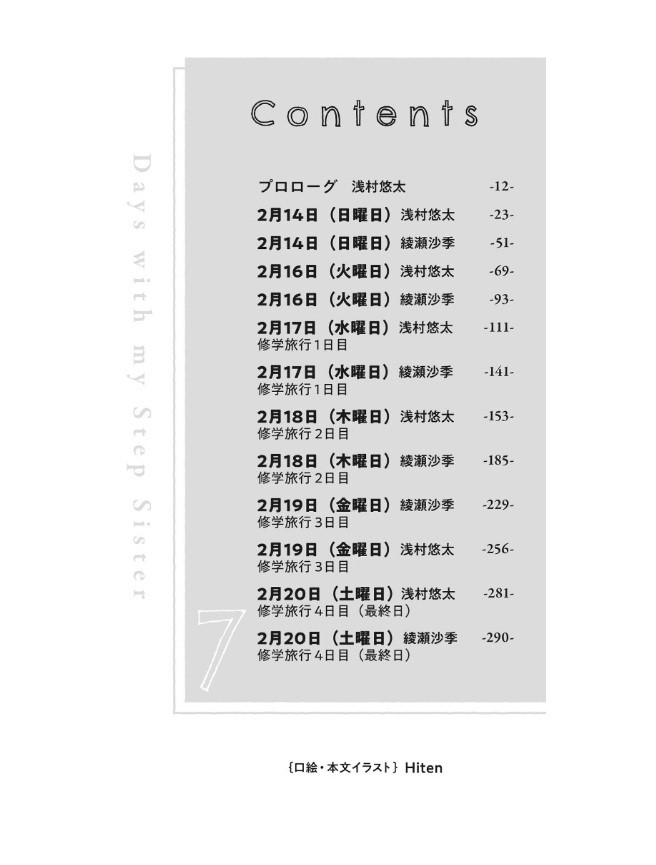 Contents
プロローグ　浅村悠太　-12-
2月14日（日曜日）浅村悠太　-23-
2月14日（日曜日）綾瀬沙季　-51-
2月16日（火曜日）浅村悠太　-69-
2月16日（火曜日）綾瀬沙季　-93-
2月17日（水曜日）浅村悠太　-111-
修学旅行1日目
2月17日（水曜日）綾瀬沙季　-141-
修学旅行1日目
2月18日（木曜日）浅村悠太　-153-
修学旅行2日目
2月18日（木曜日）綾瀬沙季　-185-
修学旅行2日目
2月19日（金曜日）綾瀬沙季　-229-
修学旅行3日目
2月19日（金曜日）浅村悠太　-256-
修学旅行3日目
2月20日（土曜日）浅村悠太　-281-
修学旅行4日目（最終日）
2月20日（土曜日）綾瀬沙季　-290-
修学旅行4日目（最終日）
Days with my Step Sister
7
{口絵・本文イラスト} Hiten